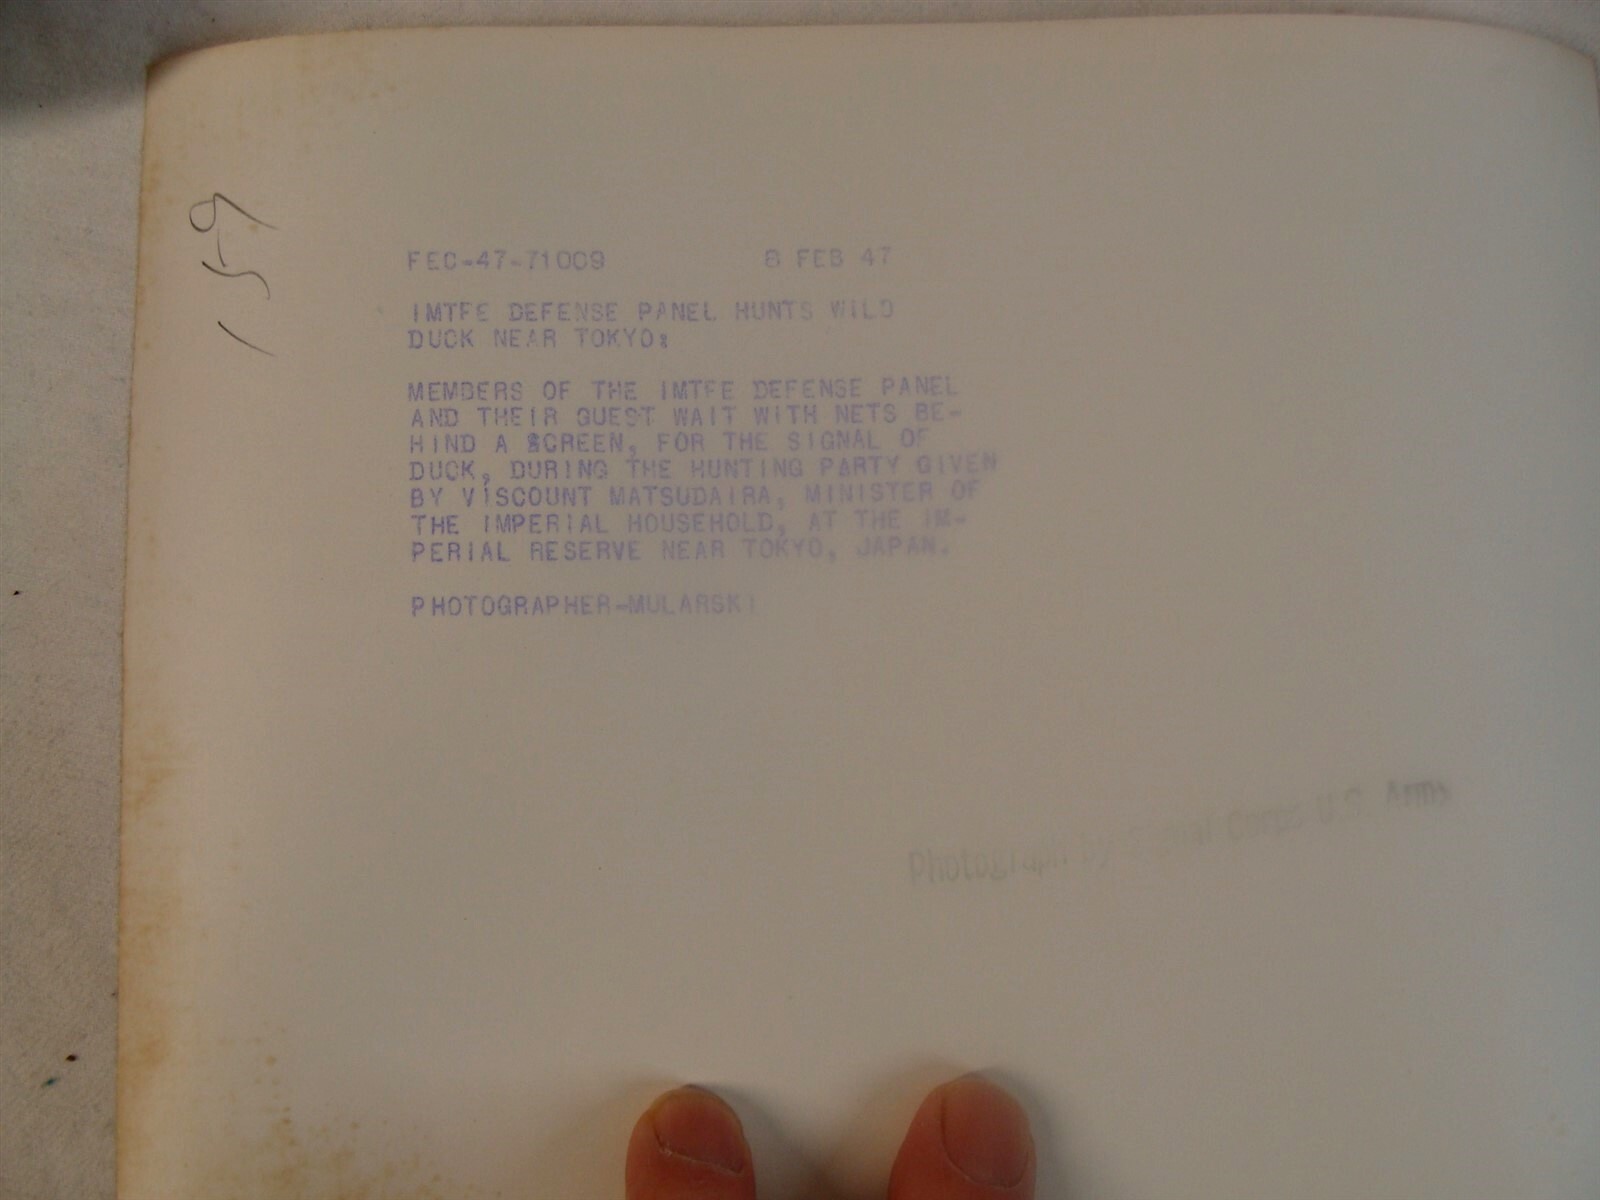 159
FEC-47-71009 8 FEB 47
IMTFE DEFENSE PANEL HUNTS WILD
DUCK NEAR TOKYO:
MEMBERS OF THE IMTFE DEFENSE PANEL
AND THEIR GUEST WAIT WITH NETS BE-
HIND A SCREEN, FOR THE SIGNAL OF
DUCK, DURING THE HUNTING PARTY GIVEN
BY VISCOUNT MATSUDAIRA, MINISTER OF
THE IMPERIAL HOUSEHOLD, AT THE IM-
PERIAL RESERVE NEAR TOKYO, JAPAN.
PHOTOGRAPHER-MULARSKI
Photograph by Signal Corps U.S. Army